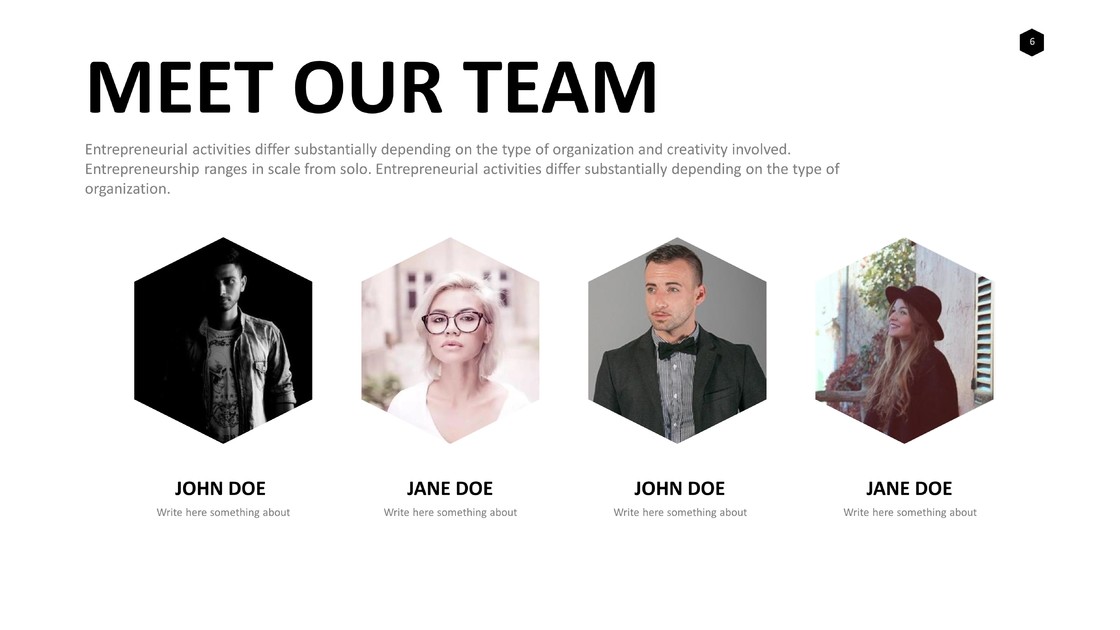 6
MEET OUR TEAM
Entrepreneurial activities differ substantially depending on the type of organization and creativity involved.
Entrepreneurship ranges in scale from solo. Entrepreneurial activities differ substantially depending on the type of
organization.
JOHN DOE
JANE DOE
JOHN DOE
JANE DOE
Write here something about
Write here something about
Write here something about
Write here something about